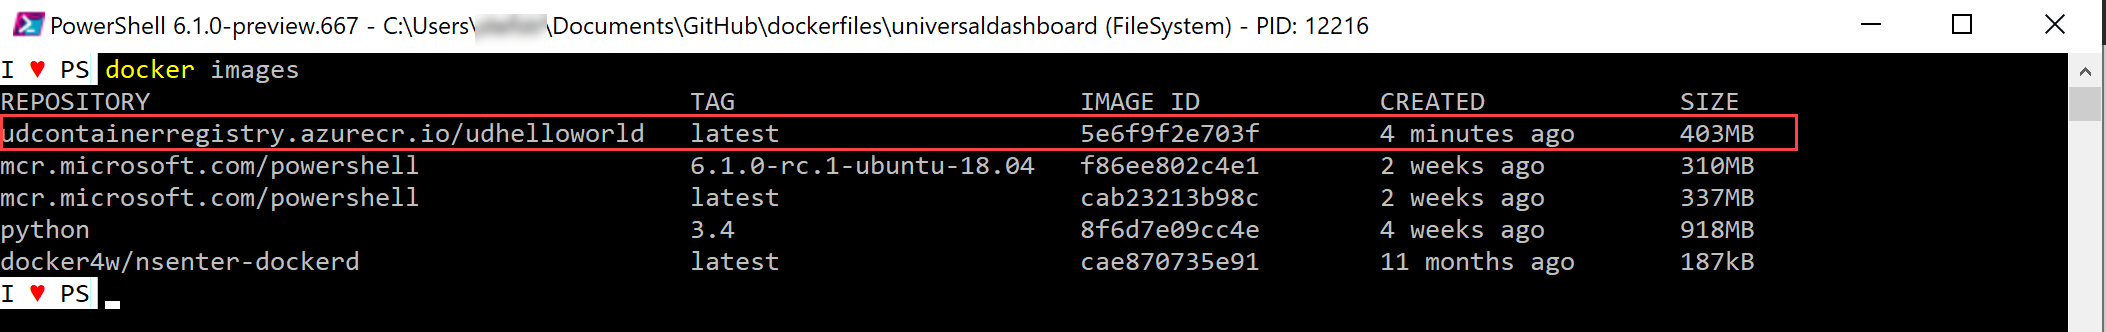 PowerShell 6.1.0-preview.667 - C:\Users\ \Documents\GitHub\dockerfiles\universaldashboard (FileSystem) - PID: 12216
I ♥ PS docker images
REPOSITORY TAG IMAGE ID CREATED SIZE
udcontainerregistry.azurecr.io/udhelloworld latest 5e6f9f2e703f 4 minutes ago 403MB
mcr.microsoft.com/powershell 6.1.0-rc.1-ubuntu-18.04 f86ee802c4e1 2 weeks ago 310MB
mcr.microsoft.com/powershell latest cab23213b98c 2 weeks ago 337MB
python 3.4 8f6d7e09cc4e 4 weeks ago 918MB
docker4w/nsenter-dockerd latest cae870735e91 11 months ago 187kB
I ♥ PS